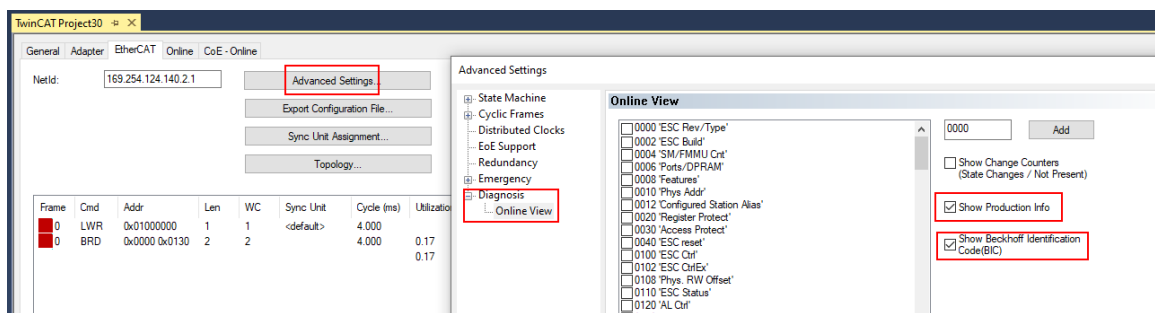 TwinCAT Project30
General Adapter EtherCAT Online CoE - Online
NetId: 169.254.124.140.2.1
Advanced Settings...
Export Configuration File...
Sync Unit Assignment...
Topology...
Frame Cmd Addr Len WC Sync Unit Cycle (ms)
0 LWR 0x01000000 1 1 <default> 4.000
0 BRD 0x0000 0x0130 2 2 4.000 0.17
0.17
Advanced Settings
State Machine
Cyclic Frames
Distributed Clocks
EoE Support
Redundancy
Emergency
Diagnosis
Online View
Online View
0000 'ESC Rev/Type'
0002 'ESC Build'
0004 'SM/FMMU Cnt'
0006 'Ports/DPRAM'
0008 'Features'
0010 'Phys Addr'
0012 'Configured Station Alias'
0020 'Register Protect'
0030 'Access Protect'
0040 'ESC reset'
0100 'ESC Ctrl'
0102 'ESC CtrlEx'
0108 'Phys. RW Offset'
0110 'ESC Status'
0120 'AL Ctrl'
0000 Add
Show Change Counters
(State Changes / Not Present)
Show Production Info
Show Beckhoff Identification
Code(BIC)